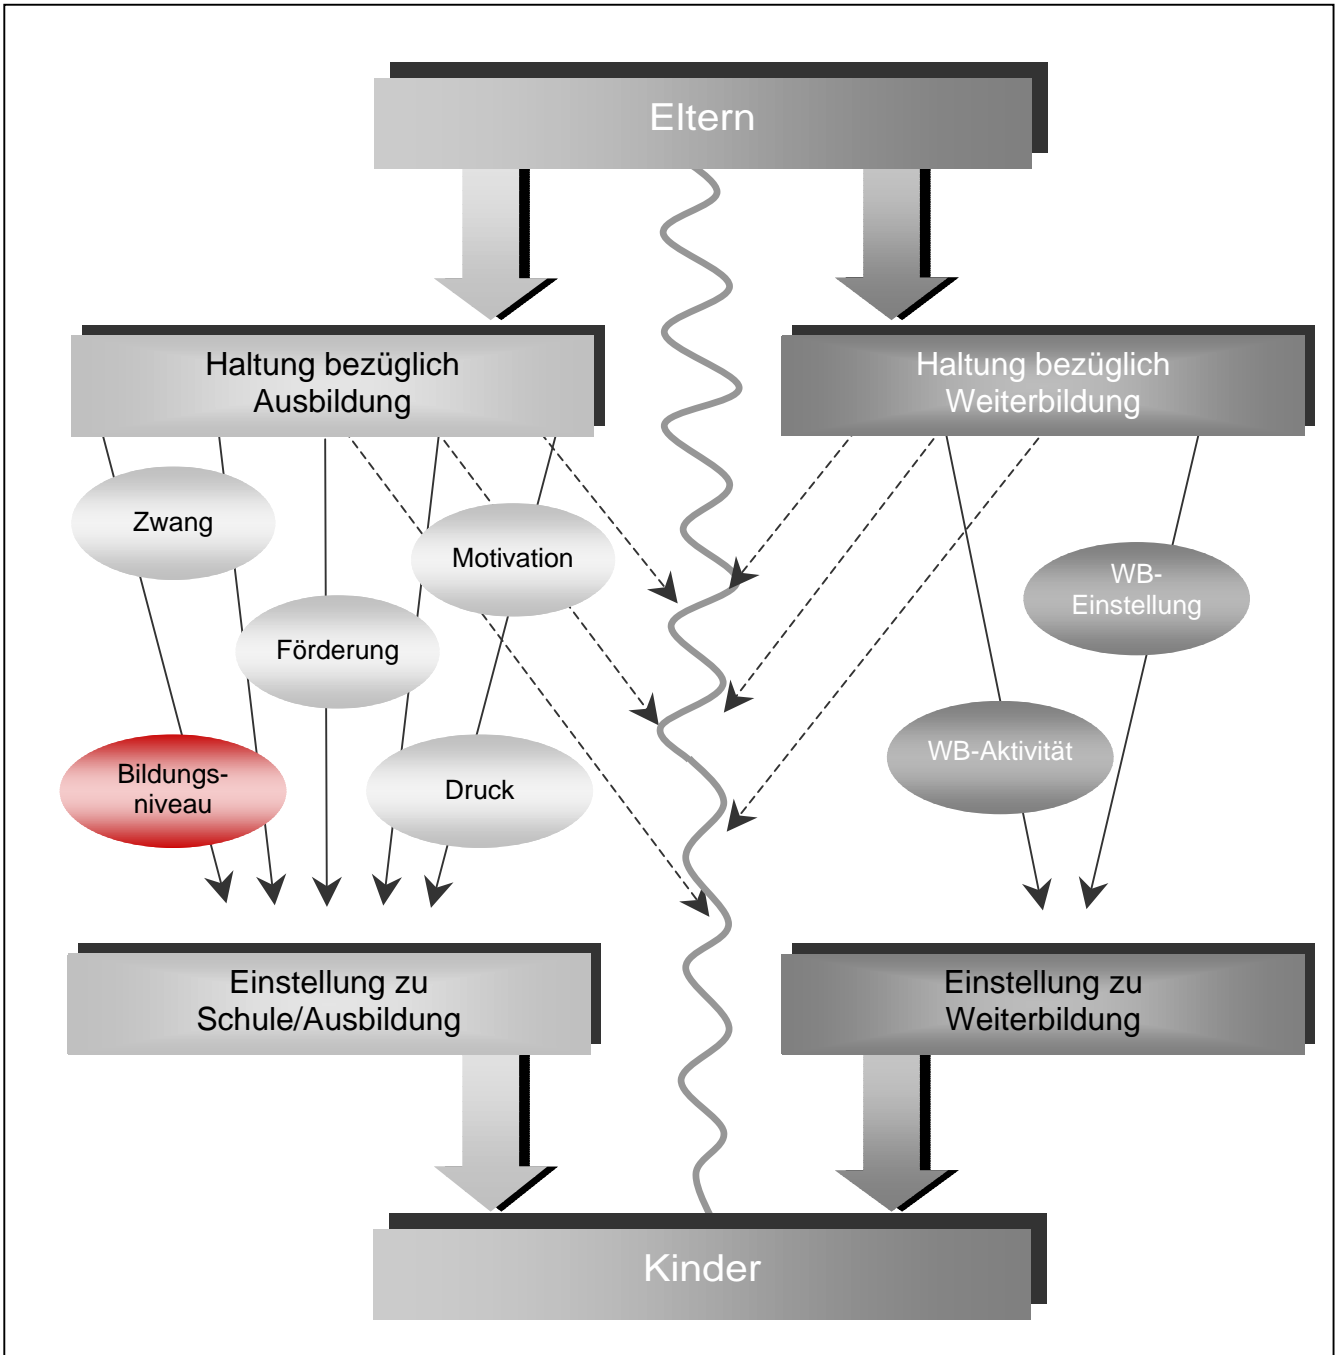 Eltern
Haltung bezüglich
Ausbildung
Haltung bezüglich
Weiterbildung
Zwang
Motivation
WB-
Einstellung
Förderung
Bildungs-
niveau
Druck
WB-Aktivität
Einstellung zu
Schule/Ausbildung
Einstellung zu
Weiterbildung
Kinder